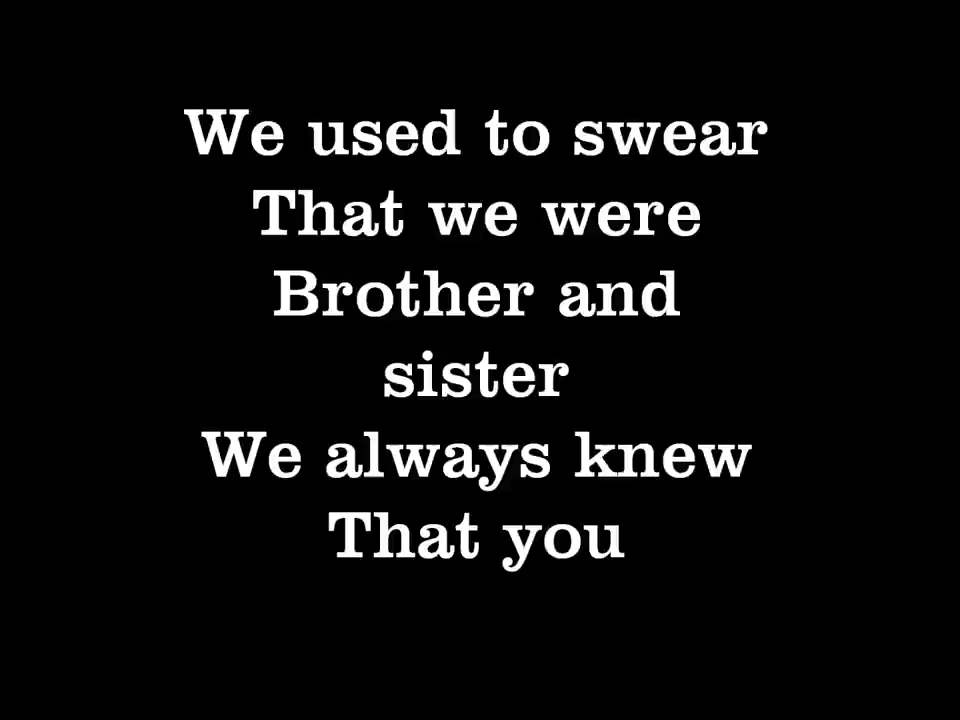 We used to swear
That we were
Brother and
sister
We always knew
That you